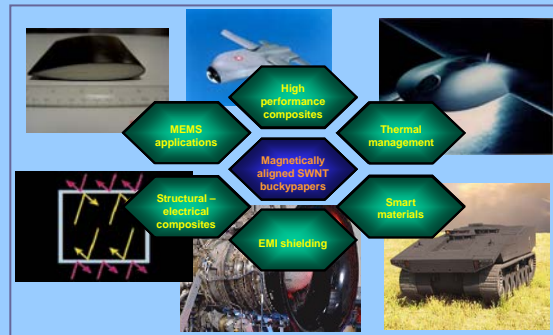 High
performance
composites
MEMS
applications
Thermal
management
Magnetically
aligned SWNT
buckypapers
Structural –
electrical
composites
Smart
materials
EMI shielding